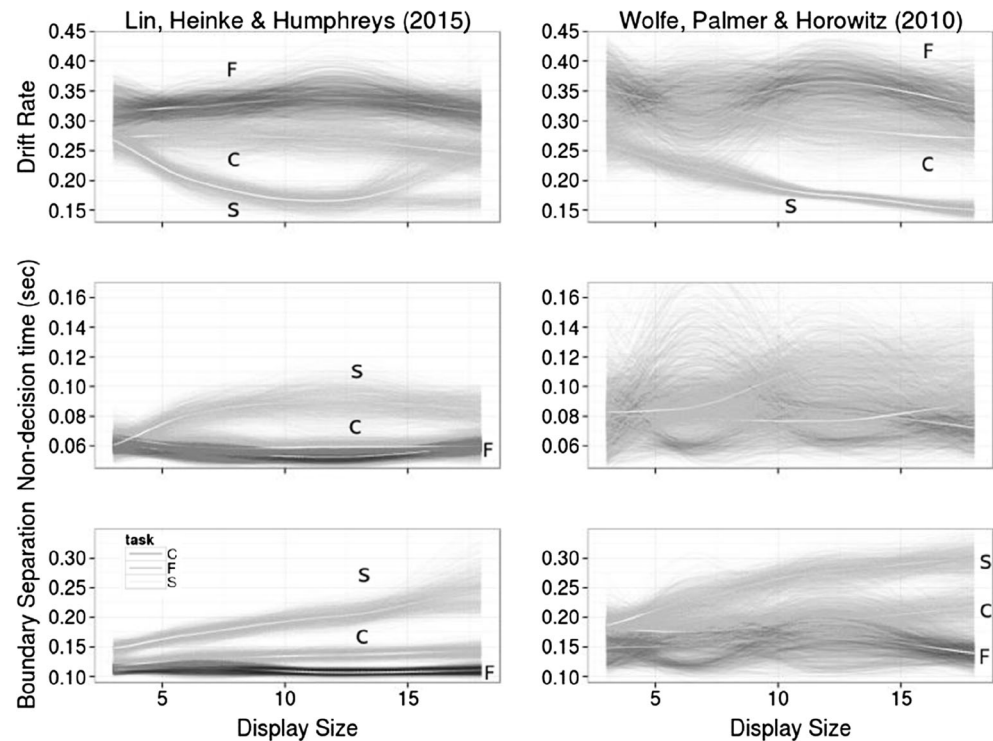 Lin, Heinke & Humphreys (2015)
Wolfe, Palmer & Horowitz (2010)
Drift Rate
0.45
0.40
0.35
0.30
0.25
0.20
0.15
F
C
S
F
C
S
Non-decision time (sec)
0.16
0.14
0.12
0.10
0.08
0.06
S
C
F
0.16
0.14
0.12
0.10
0.08
0.06
Boundary Separation
0.30
0.25
0.20
0.15
0.10
task
C
F
S
S
C
F
0.30
0.25
0.20
0.15
0.10
S
C
F
5 10 15
Display Size
5 10 15
Display Size
0.45
0.40
0.35
0.30
0.25
0.20
0.15